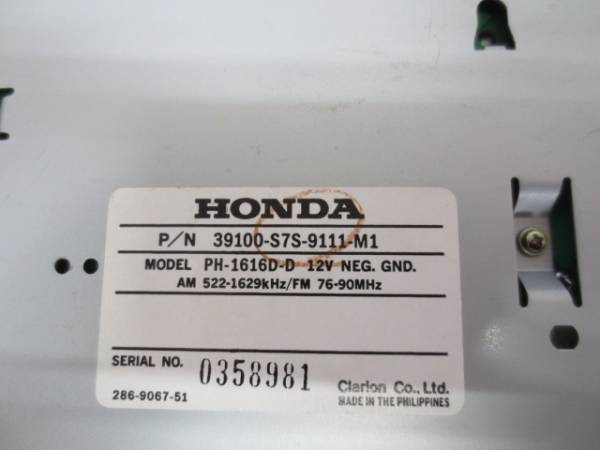 HONDA
P/N 39100-S7S-9111-M1
MODEL PH-1616D-D 12V NEG. GND.
AM 522-1629kHz/FM 76-90MHz
SERIAL NO. 0358981
286-9067-51
Clarion Co., Ltd.
MADE IN THE PHILIPPINES